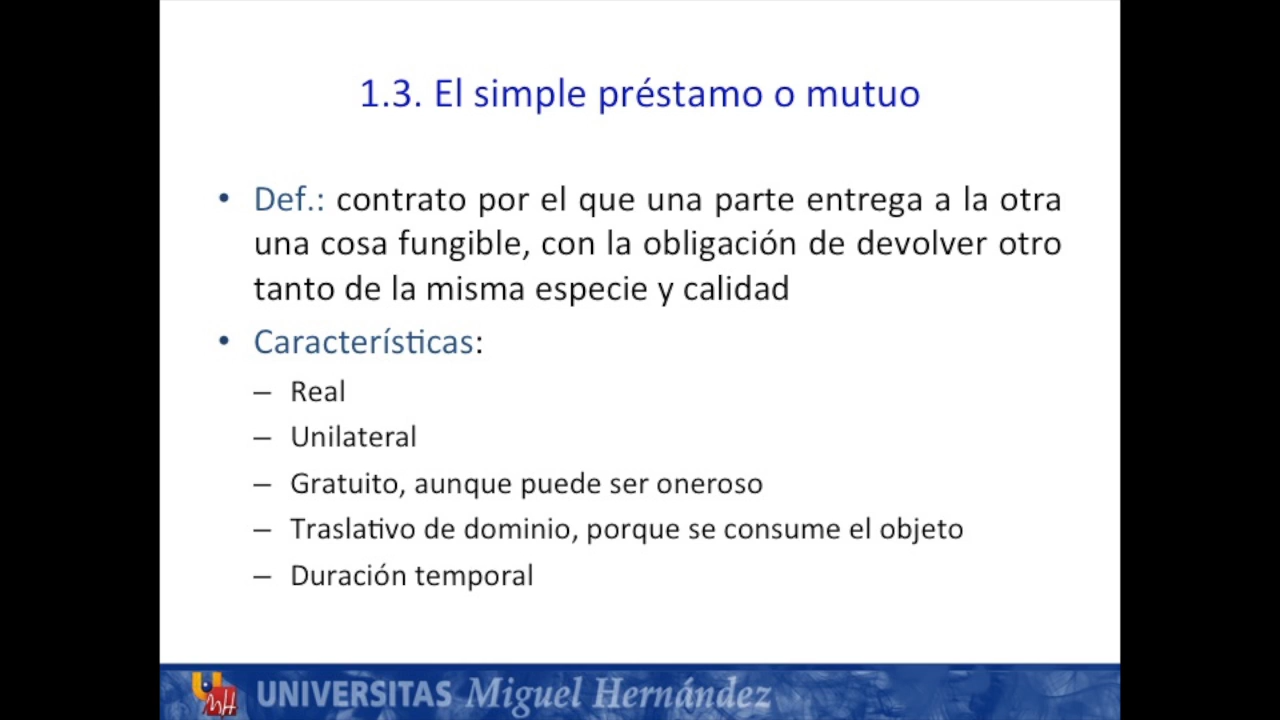 1.3. El simple préstamo o mutuo
• Def.: contrato por el que una parte entrega a la otra
una cosa fungible, con la obligación de devolver otro
tanto de la misma especie y calidad
• Características:
– Real
– Unilateral
– Gratuito, aunque puede ser oneroso
– Traslativo de dominio, porque se consume el objeto
– Duración temporal
UNIVERSITAS Miguel Hernández